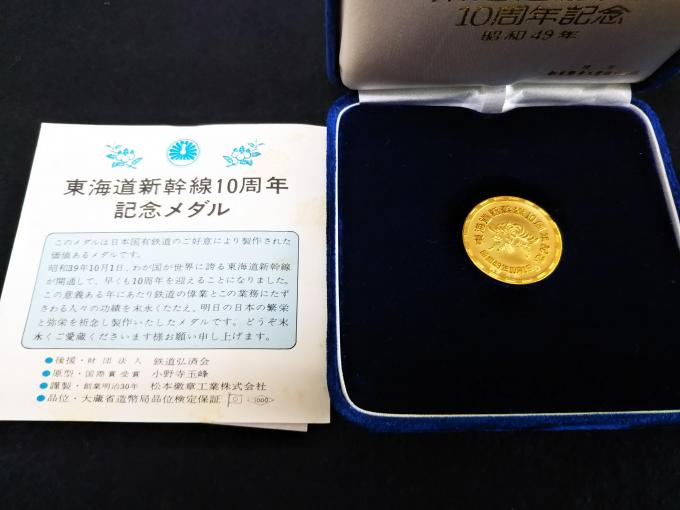 10周年記念
昭和49年
東海道新幹線10周年
記念メダル
このメダルは日本国有鉄道のご好意により製作された
価値あるメダルです。
昭和39年10月1日、わが国が世界に誇る東海道新幹線
が開通して、早くも10周年を迎えることになりました。
この意義ある年にあたり鉄道の偉業とこの業務にたず
さわる人々の功績を末永くたたえ、明日の日本の繁栄
と弥栄を祈念し製作いたしたメダルです。どうぞ末
永くご愛蔵くださいます様お願い申し上げます。
●後援・財団法人 鉄道弘済会
●原型・国際賞受賞 小野寺玉峰
●謹製・創業明治30年 松本徽章工業株式会社
●品位・大蔵省造幣局品位検定保証
東海道新幹線10周年記念